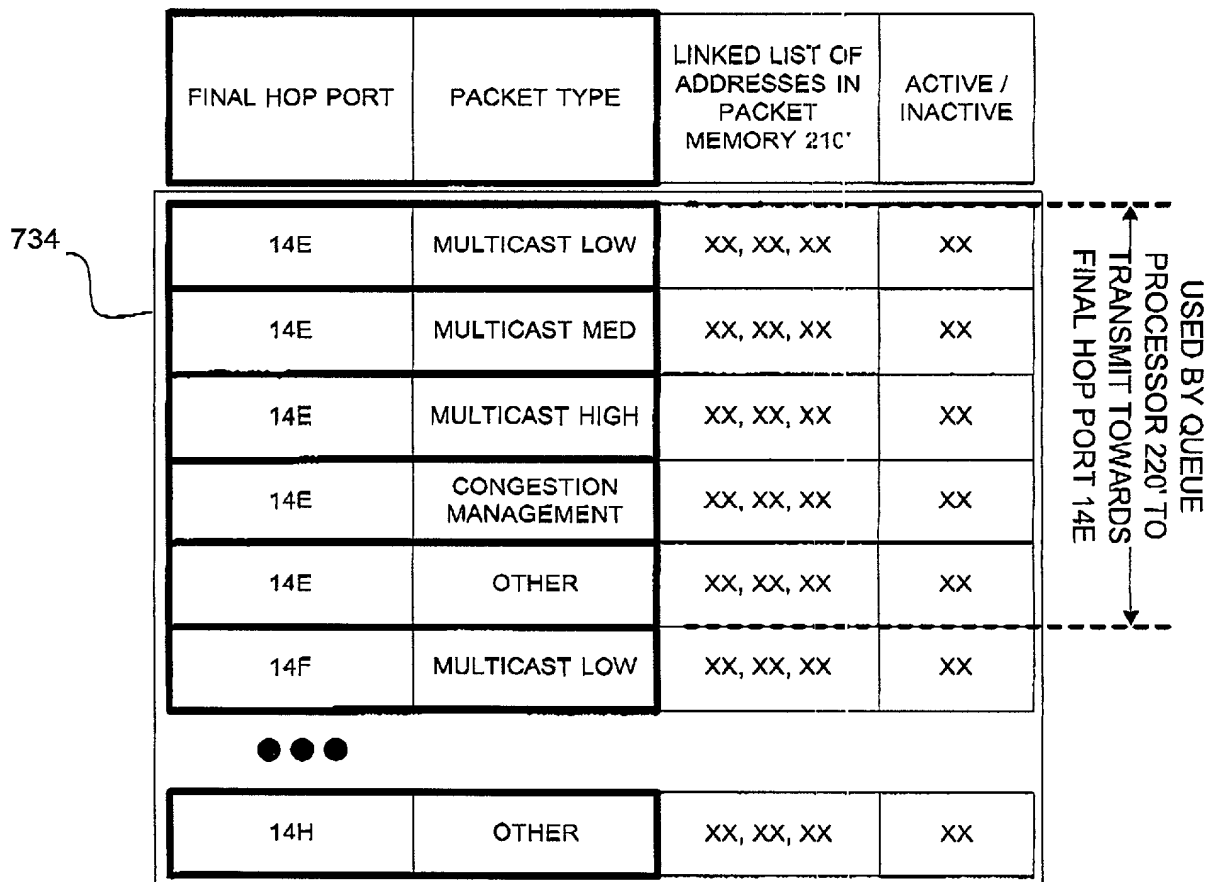 FINAL HOP PORT
PACKET TYPE
LINKED LIST OF
ADDRESSES IN
PACKET
MEMORY 210'
ACTIVE /
INACTIVE
734
14E MULTICAST LOW XX, XX, XX XX
14E MULTICAST MED XX, XX, XX XX
14E MULTICAST HIGH XX, XX, XX XX
14E CONGESTION
MANAGEMENT XX, XX, XX XX
14E OTHER XX, XX, XX XX
14F MULTICAST LOW XX, XX, XX XX
14H OTHER XX, XX, XX XX
USED BY QUEUE
PROCESSOR 220' TO
TRANSMIT TOWARDS
FINAL HOP PORT 14E